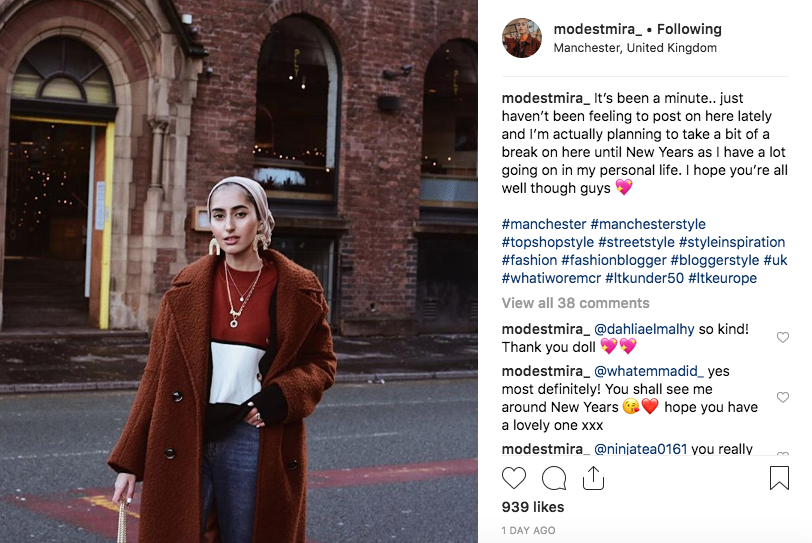 modestmira_ • Following
Manchester, United Kingdom
modestmira_ It's been a minute.. just
haven't been feeling to post on here lately
and I'm actually planning to take a bit of a
break on here until New Years as I have a lot
going on in my personal life. I hope you're all
well though guys 💖
#manchester #manchesterstyle
#topshopstyle #streetstyle #styleinspiration
#fashion #fashionblogger #bloggerstyle #uk
#whatiworemcr #ltkunder50 #ltkeurope
View all 38 comments
modestmira_ @dahliaelmalhy so kind!
Thank you doll 💖💖
modestmira_ @whatemmadid_ yes
most definitely! You shall see me
around New Years 😘❤️ hope you have
a lovely one xxx
modestmira_ @ninjatea0161 you really
939 likes
1 DAY AGO